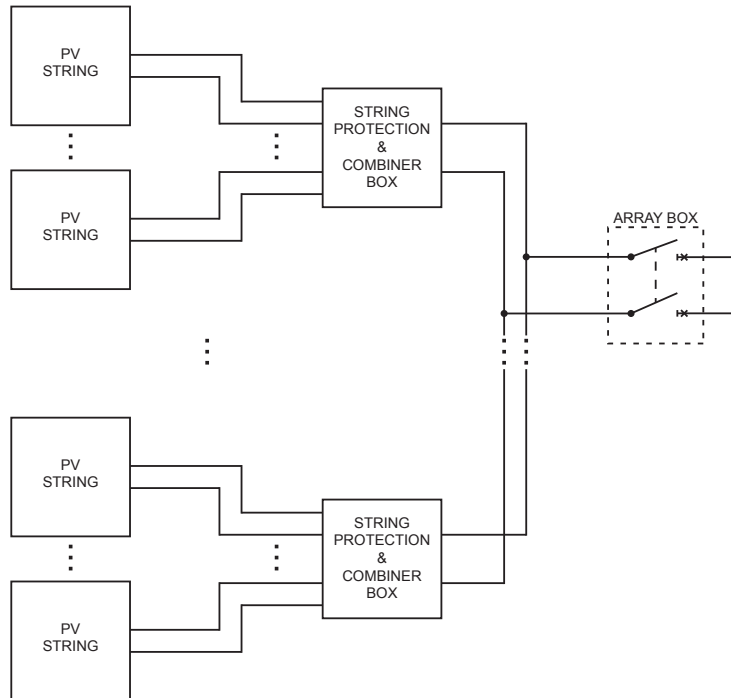 PV
STRING
PV
STRING
STRING
PROTECTION
&
COMBINER
BOX
ARRAY BOX
PV
STRING
PV
STRING
STRING
PROTECTION
&
COMBINER
BOX